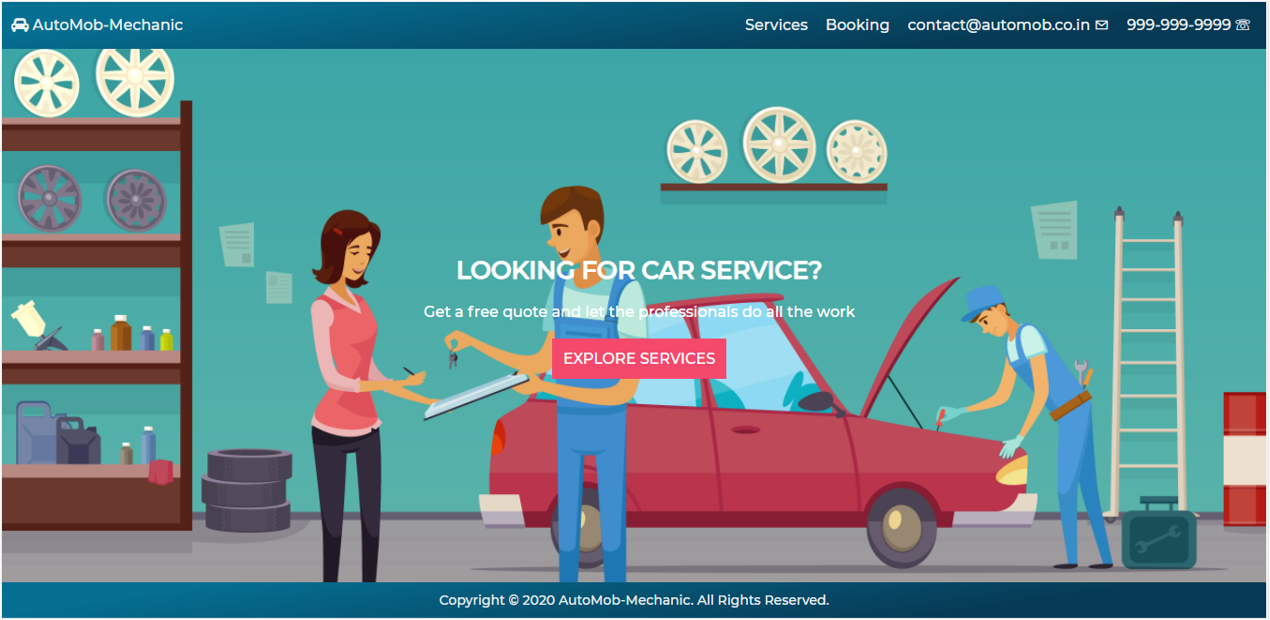 AutoMob-Mechanic
Services Booking contact@automob.co.in 999-999-9999
LOOKING FOR CAR SERVICE?
Get a free quote and let the professionals do all the work
EXPLORE SERVICES
Copyright © 2020 AutoMob-Mechanic. All Rights Reserved.